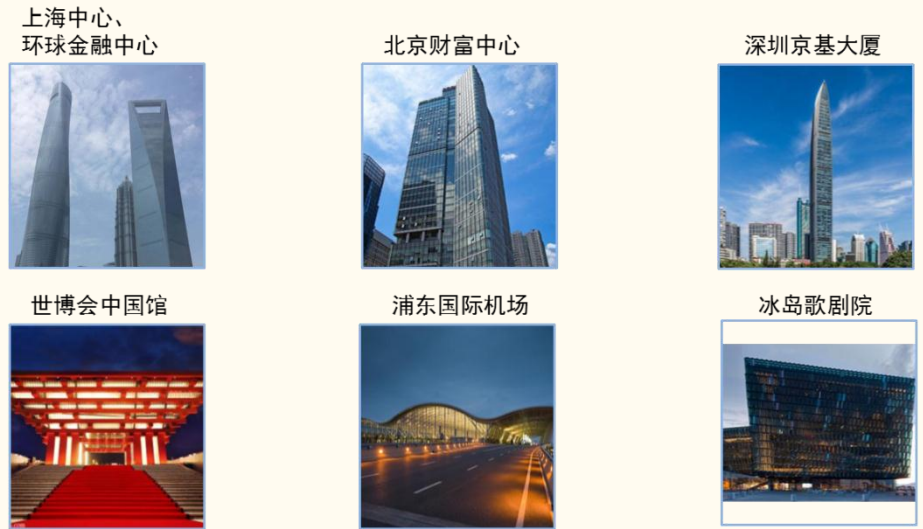 上海中心、
环球金融中心
北京财富中心
深圳京基大厦
世博会中国馆
浦东国际机场
冰岛歌剧院